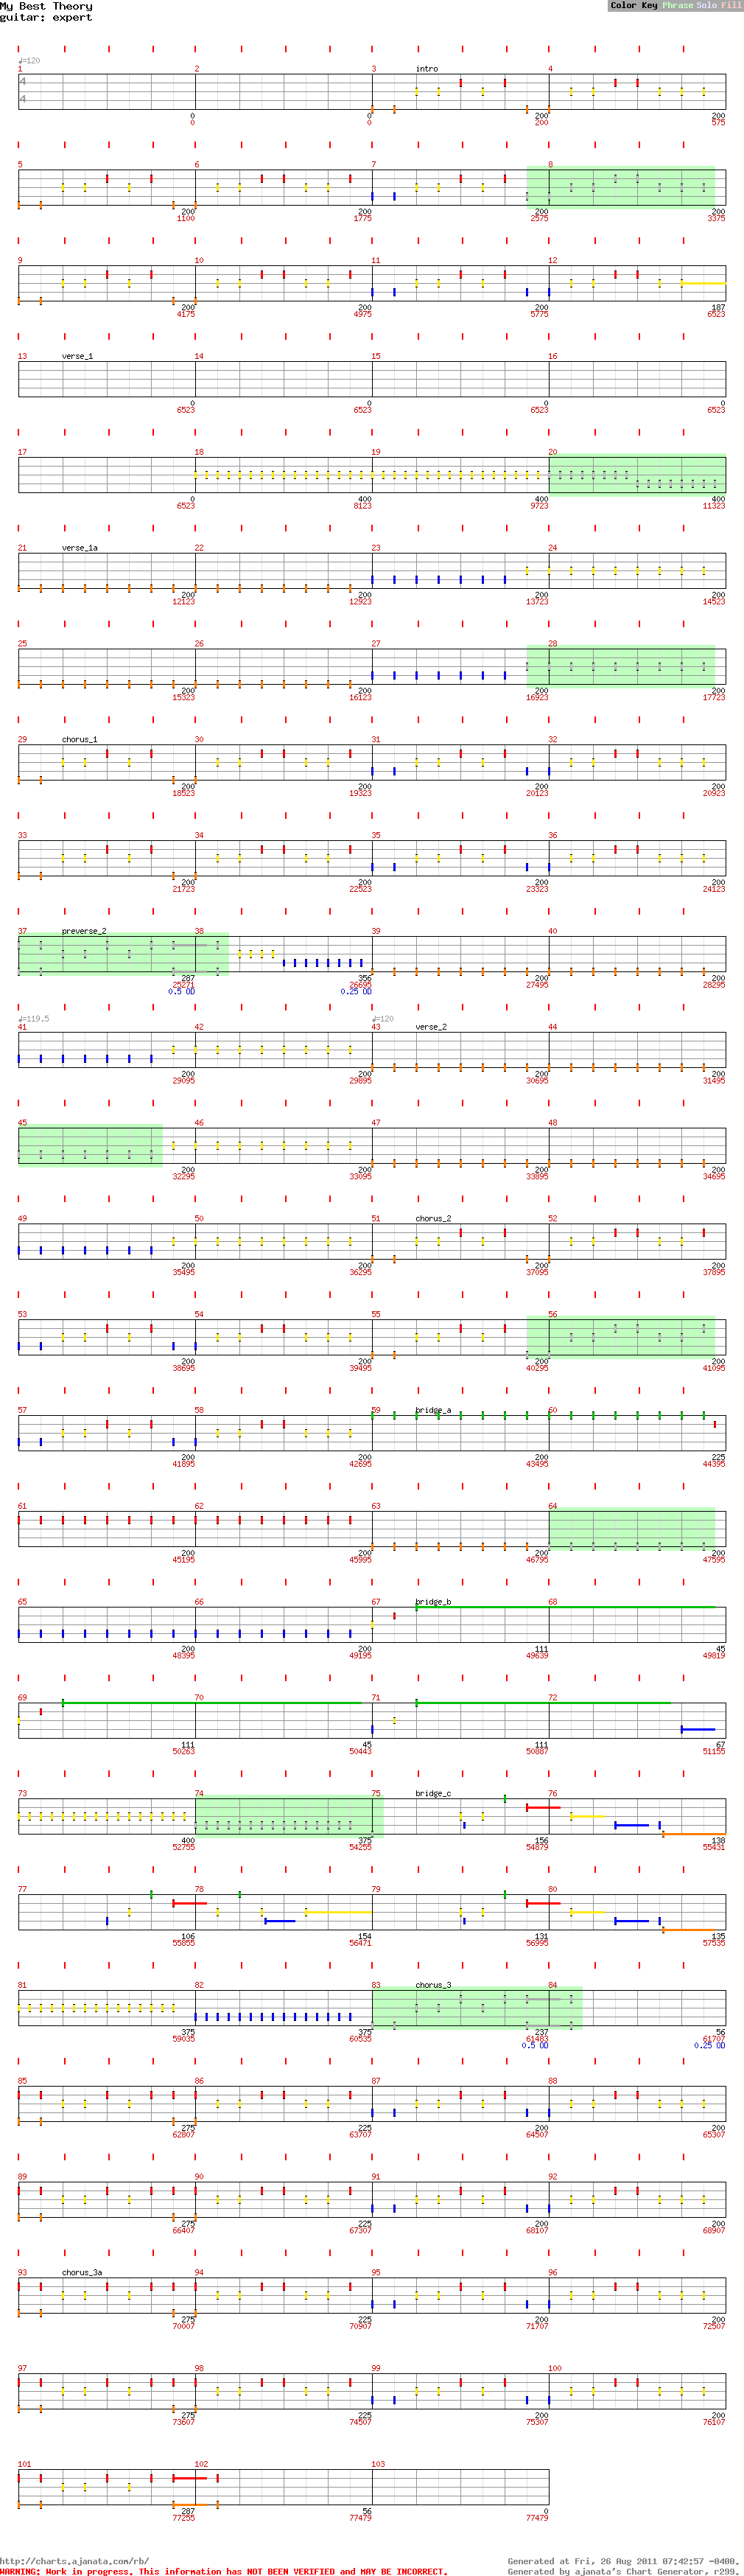 My Best Theory
guitar: expert
Color Key Phrase Solo Fill
♩=120
1 2 3 intro 4
4
4
0 0 200 200
0 0 200 575
5 6 7 8
200 200 200 200
1100 1775 2575 3375
9 10 11 12
200 200 200 187
4175 4975 5775 6523
13 verse_1 14 15 16
0 0 0 0
6523 6523 6523 6523
17 18 19 20
0 400 400 400
6523 8123 9723 11323
21 verse_1a 22 23 24
200 200 200 200
12123 12923 13723 14523
25 26 27 28
200 200 200 200
15323 16123 16923 17723
29 chorus_1 30 31 32
200 200 200 200
18523 19323 20123 20923
33 34 35 36
200 200 200 200
21723 22523 23323 24123
37 preverse_2 38 39 40
287 356 200 200
25271 26695 27495 28295
0.5 OD 0.25 OD
♩=119.5 ♩=120
41 42 43 verse_2 44
200 200 200 200
29095 29895 30695 31495
45 46 47 48
200 200 200 200
32295 33095 33895 34695
49 50 51 chorus_2 52
200 200 200 200
35495 36295 37095 37895
53 54 55 56
200 200 200 200
38695 39495 40295 41095
57 58 59 bridge_a 60
200 200 200 225
41895 42695 43495 44395
61 62 63 64
200 200 200 200
45195 45995 46795 47595
65 66 67 bridge_b 68
200 200 111 45
48395 49195 49639 49819
69 70 71 72
111 45 111 67
50263 50443 50887 51155
73 74 75 bridge_c 76
400 375 156 138
52755 54255 54879 55431
77 78 79 80
106 154 131 135
55855 56471 56995 57535
81 82 83 chorus_3 84
375 375 237 56
59035 60535 61483 61707
0.5 OD 0.25 OD
85 86 87 88
275 225 200 200
62807 63707 64507 65307
89 90 91 92
275 225 200 200
66407 67307 68107 68907
93 chorus_3a 94 95 96
275 225 200 200
70007 70907 71707 72507
97 98 99 100
275 225 200 200
73607 74507 75307 76107
101 102 103
287 56 0
77255 77479 77479
http://charts.ajanata.com/rb/
Generated at Fri, 26 Aug 2011 07:42:57 -0400.
WARNING: Work in progress. This information has NOT BEEN VERIFIED and MAY BE INCORRECT.
Generated by ajanata's Chart Generator, r299.